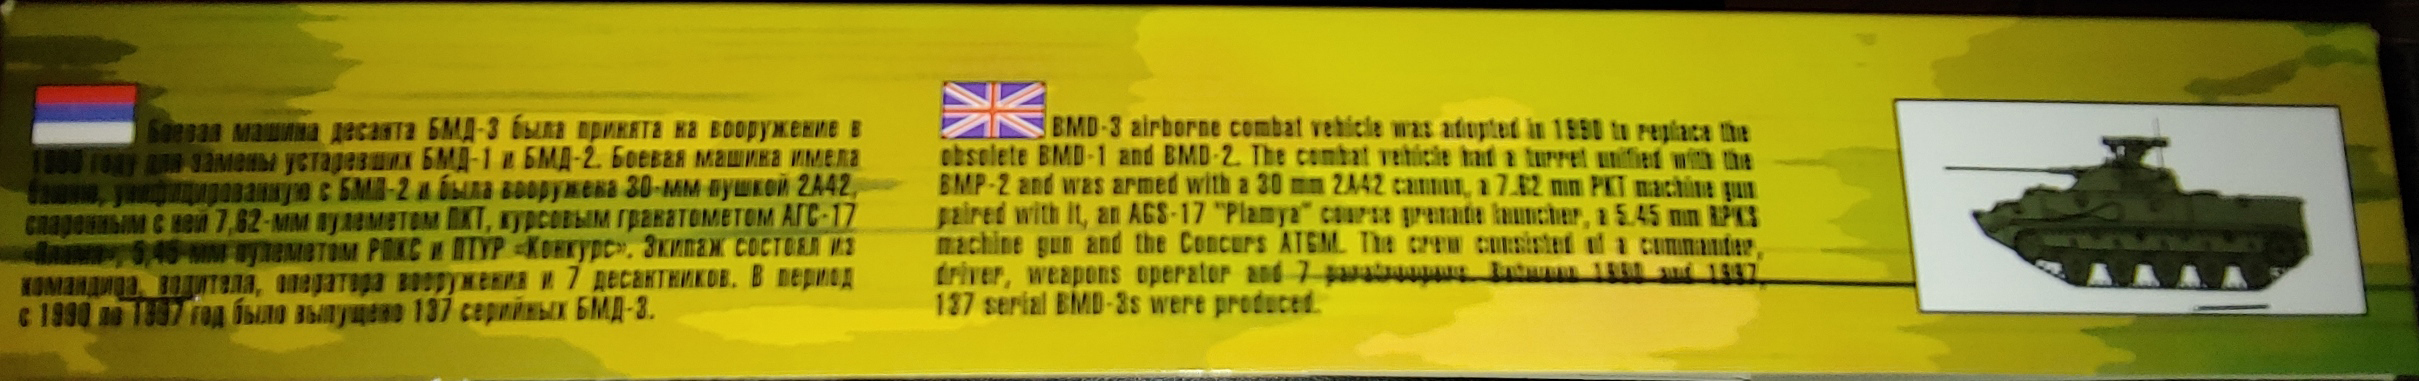 Боевая машина десанта БМД-3 была принята на вооружение в
1990 году для замены устаревших БМД-1 и БМД-2. Боевая машина имела
башню, унифицированную с БМП-2 и была вооружена 30-мм пушкой 2А42,
спаренным с ней 7,62-мм пулеметом ПКТ, курсовым гранатометом АГС-17
«Пламя», 5,45-мм пулеметом РПКС и ПТУР «Конкурс». Экипаж состоял из
командира, водителя, оператора вооружения и 7 десантников. В период
с 1990 по 1997 год было выпущено 137 серийных БМД-3.
BMD-3 airborne combat vehicle was adopted in 1990 to replace the
obsolete BMD-1 and BMD-2. The combat vehicle had a turret unified with the
BMP-2 and was armed with a 30 mm 2A42 cannon, a 7.62 mm PKT machine gun
paired with it, an AGS-17 "Plamya" course grenade launcher, a 5.45 mm RPKS
machine gun and the Concurs ATGM. The crew consisted of a commander,
driver, weapons operator and 7 paratroopers. Between 1990 and 1997,
137 serial BMD-3s were produced.